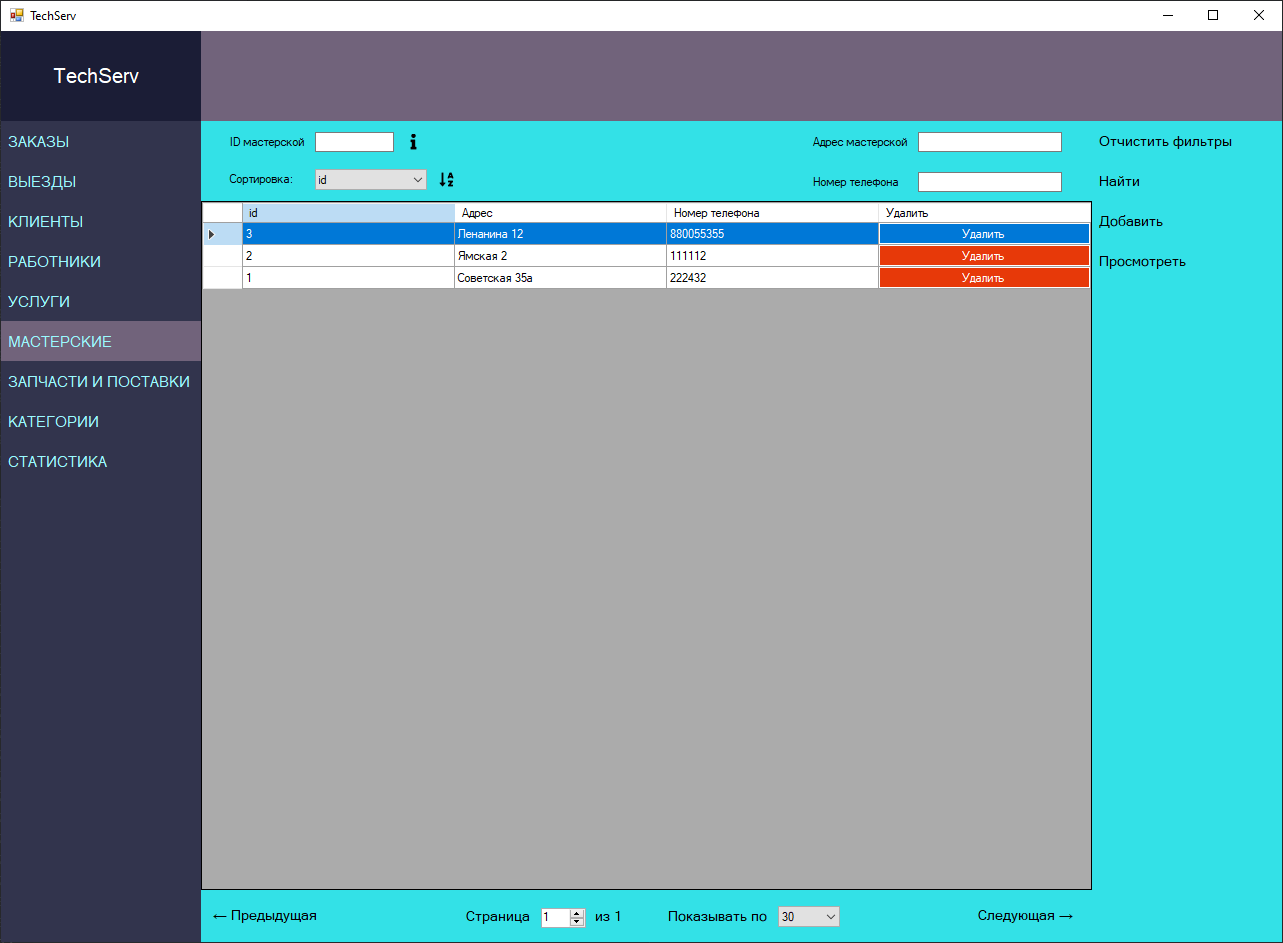 TechServ
TechServ
ЗАКАЗЫ
ВЫЕЗДЫ
КЛИЕНТЫ
РАБОТНИКИ
УСЛУГИ
МАСТЕРСКИЕ
ЗАПЧАСТИ И ПОСТАВКИ
КАТЕГОРИИ
СТАТИСТИКА
ID мастерской Адрес мастерской
Сортировка: id Номер телефона
Отчистить фильтры
Найти
Добавить
Просмотреть
id Адрес Номер телефона Удалить
3 Ленанина 12 880055355 Удалить
2 Ямская 2 111112 Удалить
1 Советская 35а 222432 Удалить
← Предыдущая Страница 1 из 1 Показывать по 30 Следующая →